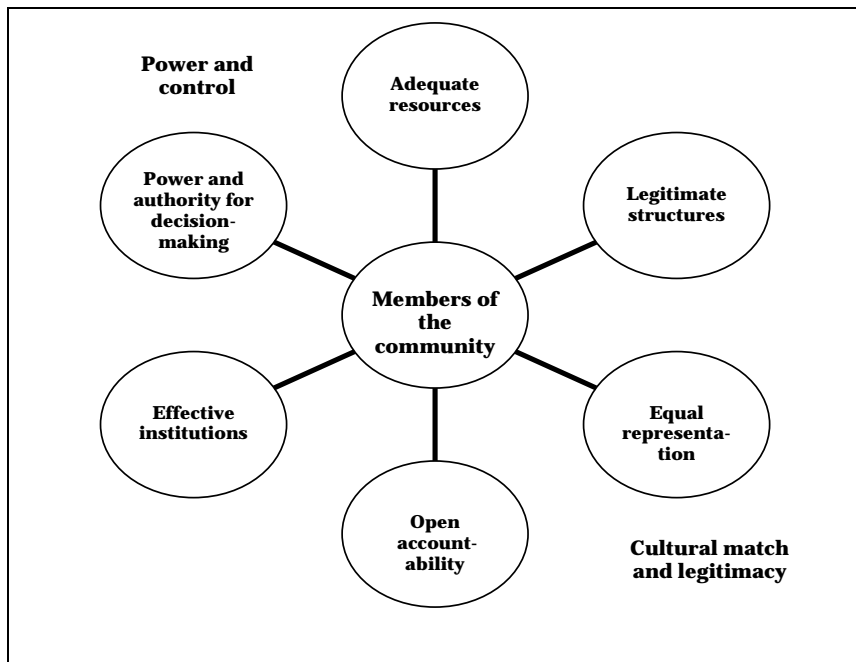 Power and
control
Adequate
resources
Power and
authority for
decision-
making
Legitimate
structures
Members of
the
community
Effective
institutions
Equal
representa-
tion
Open
account-
ability
Cultural match
and legitimacy